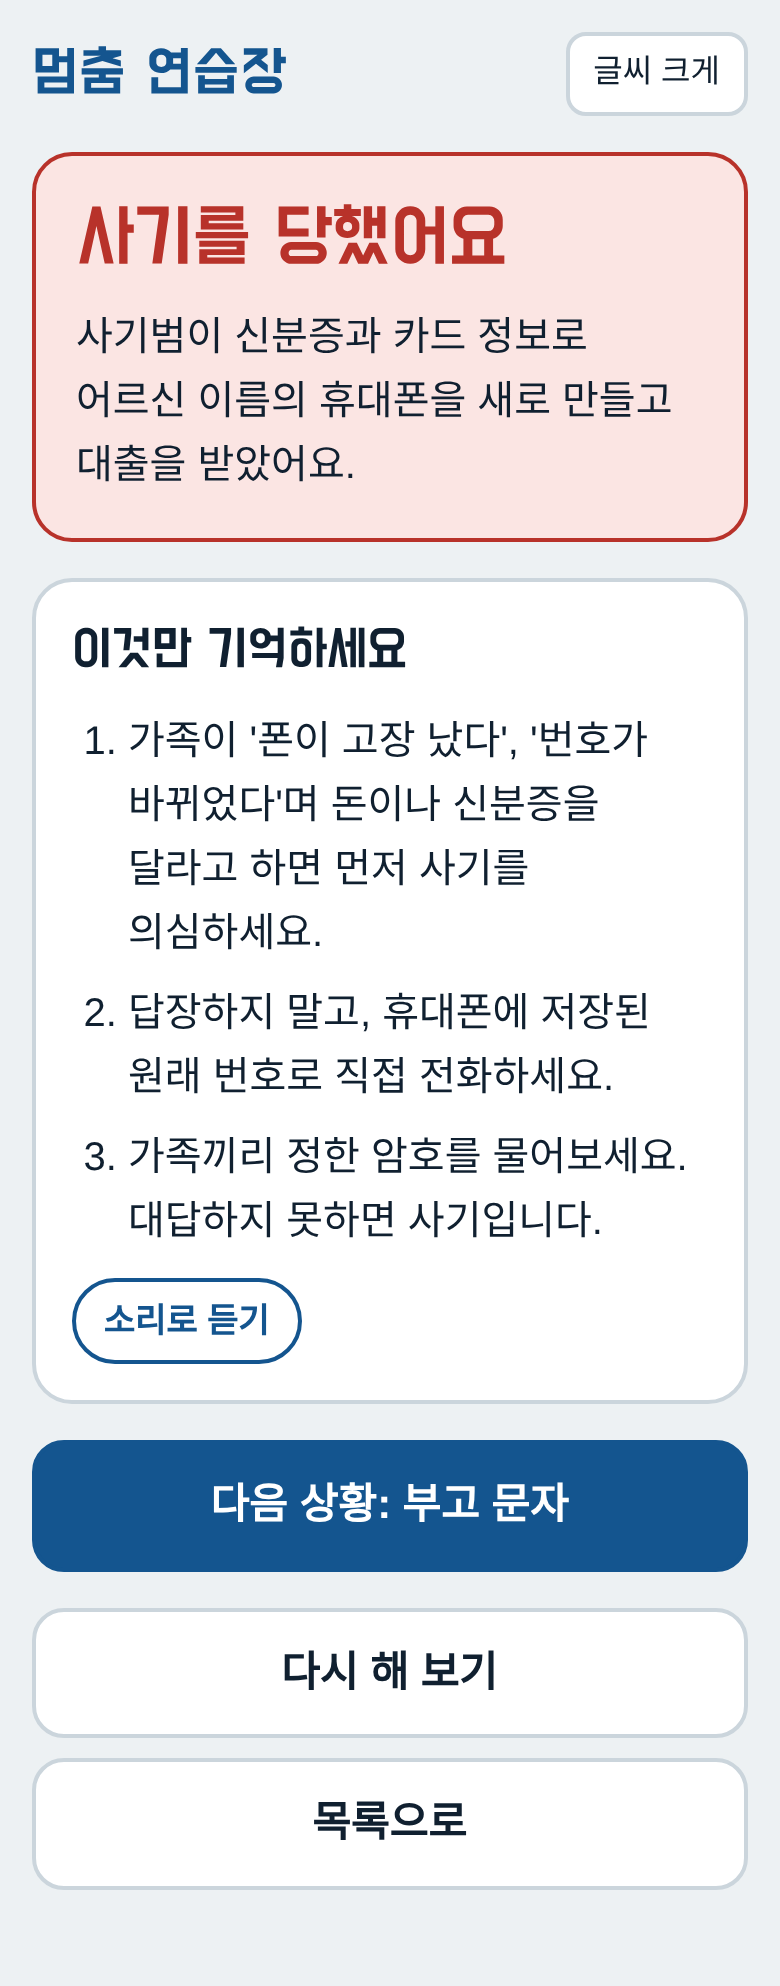 멈춤 연습장
글씨 크게
사기를 당했어요
사기범이 신분증과 카드 정보로
어르신 이름의 휴대폰을 새로 만들고
대출을 받았어요.
이것만 기억하세요
1. 가족이 '폰이 고장 났다', '번호가
바뀌었다'며 돈이나 신분증을
달라고 하면 먼저 사기를
의심하세요.
2. 답장하지 말고, 휴대폰에 저장된
원래 번호로 직접 전화하세요.
3. 가족끼리 정한 암호를 물어보세요.
대답하지 못하면 사기입니다.
소리로 듣기
다음 상황: 부고 문자
다시 해 보기
목록으로